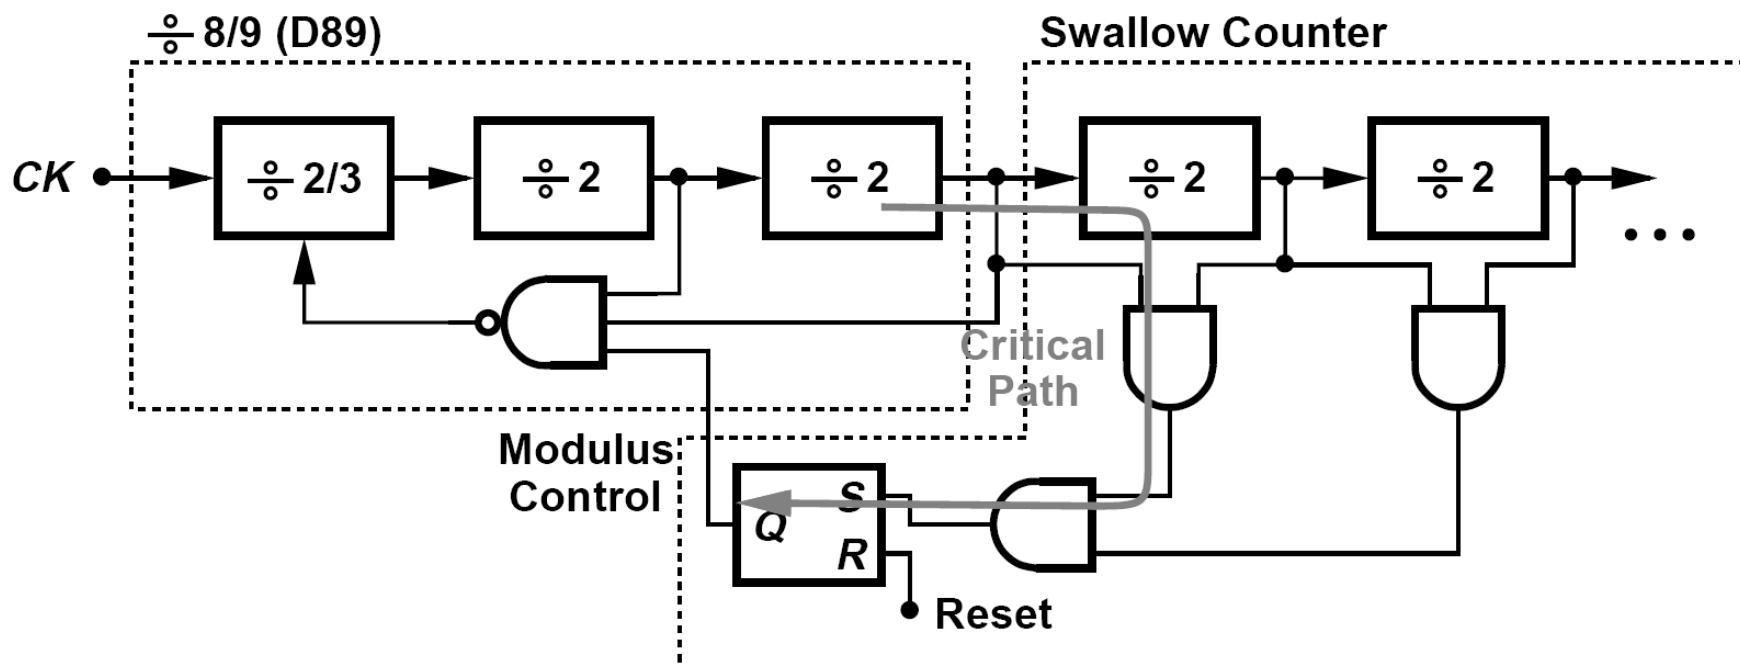 ÷ 8/9 (D89)
Swallow Counter
CK
÷ 2/3
÷ 2
÷ 2
÷ 2
÷ 2
Critical
Path
Modulus
Control
S
Q
R
Reset